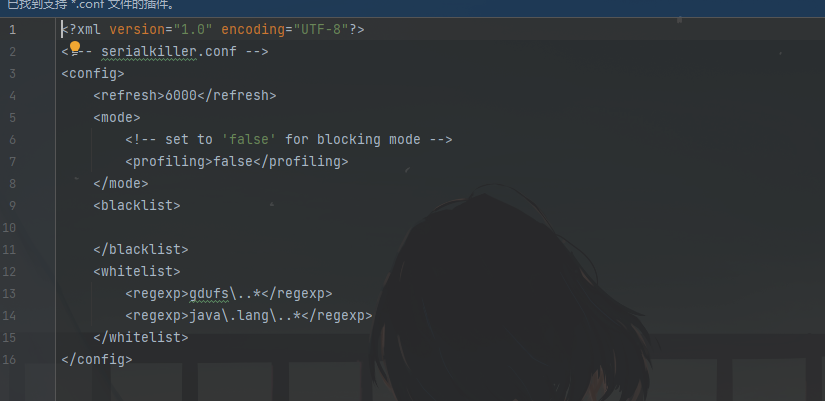 已找到支持 *.conf 文件的插件。
1 <?xml version="1.0" encoding="UTF-8"?>
2 <!-- serialkiller.conf -->
3 <config>
4 <refresh>6000</refresh>
5 <mode>
6 <!-- set to 'false' for blocking mode -->
7 <profiling>false</profiling>
8 </mode>
9 <blacklist>
10
11 </blacklist>
12 <whitelist>
13 <regexp>gdufs\..*</regexp>
14 <regexp>java\.lang\..*</regexp>
15 </whitelist>
16 </config>